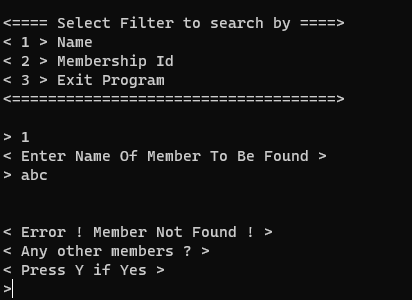 <==== Select Filter to search by ====>
< 1 > Name
< 2 > Membership Id
< 3 > Exit Program
<====================================>
> 1
< Enter Name Of Member To Be Found >
> abc
< Error ! Member Not Found ! >
< Any other members ? >
< Press Y if Yes >
>